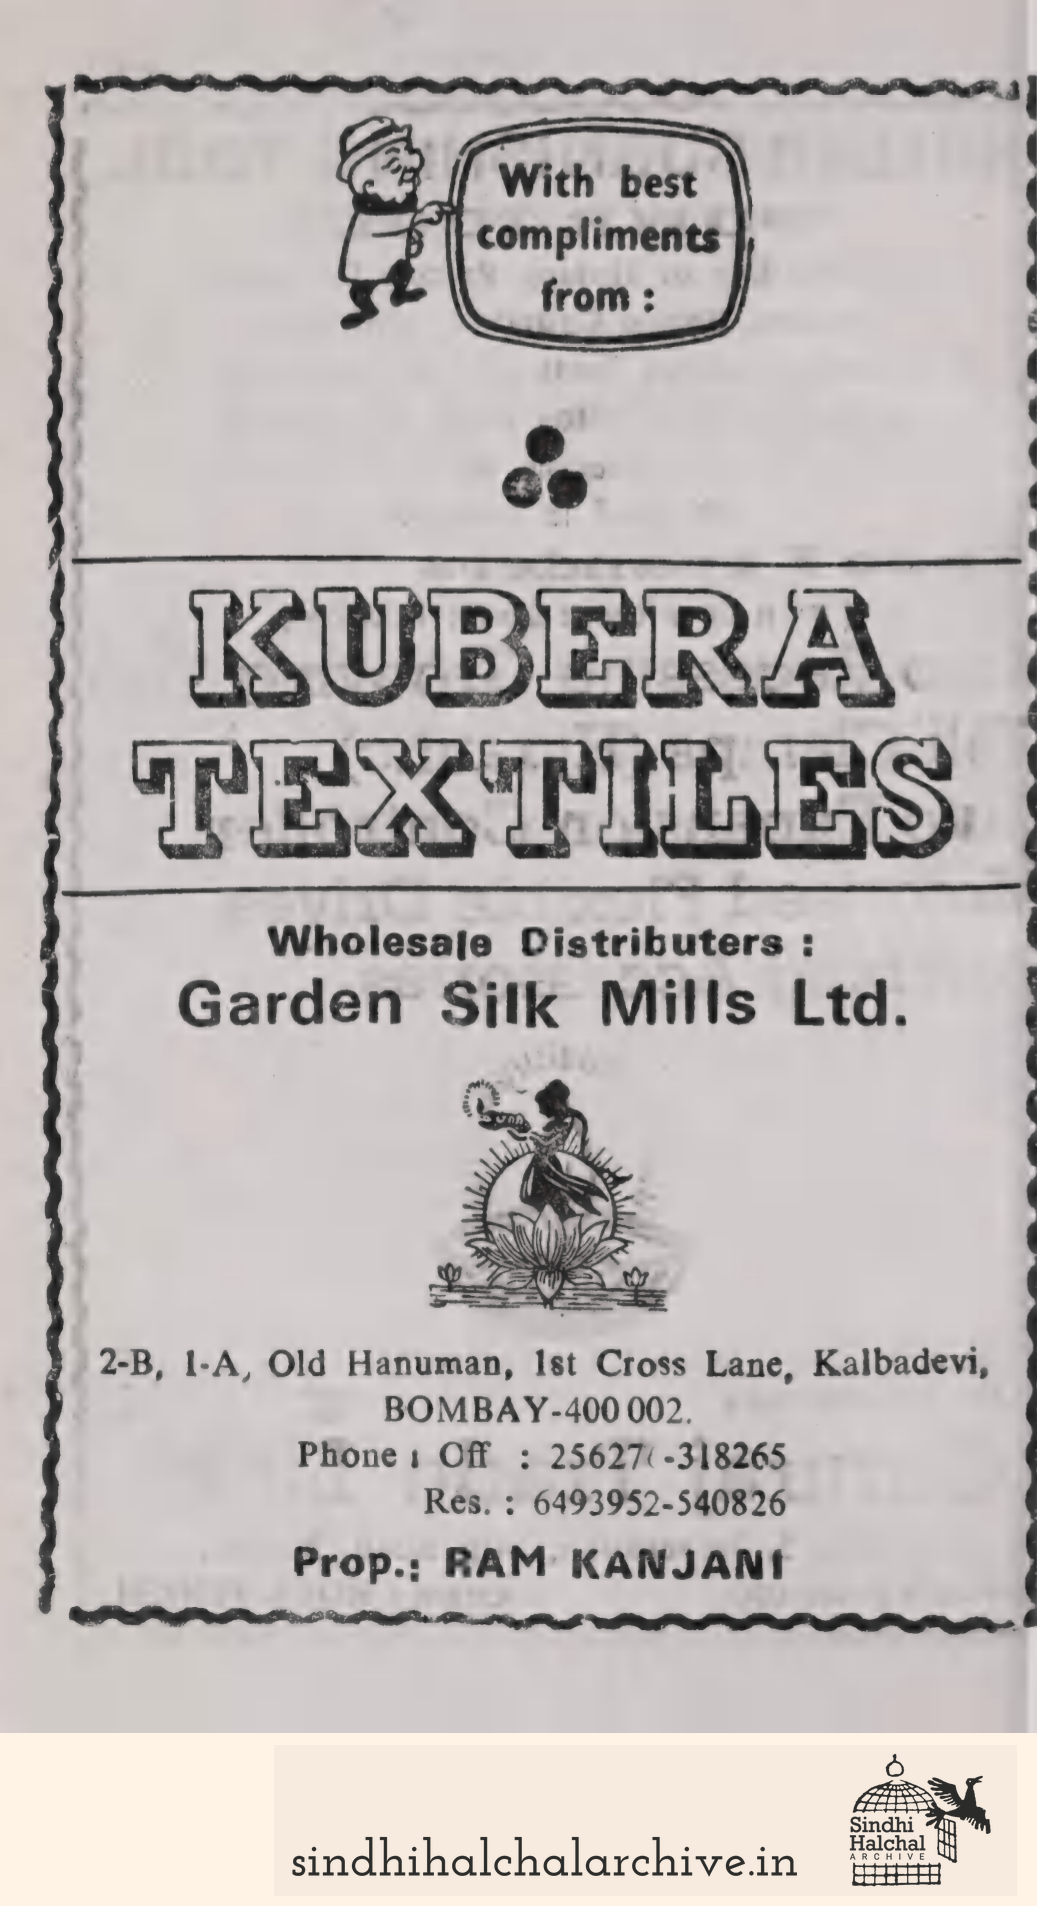 With best
compliments
from :
KUBERA
TEXTILES
Wholesale Distributers :
Garden Silk Mills Ltd.
2-B, 1-A, Old Hanuman, 1st Cross Lane, Kalbadevi,
BOMBAY-400 002.
Phone : Off : -318265
Res. : 6493952-540826
Prop.: RAM KANJANI
sindhihalchalarchive.in
Sindhi
Halchal
ARCHIVE